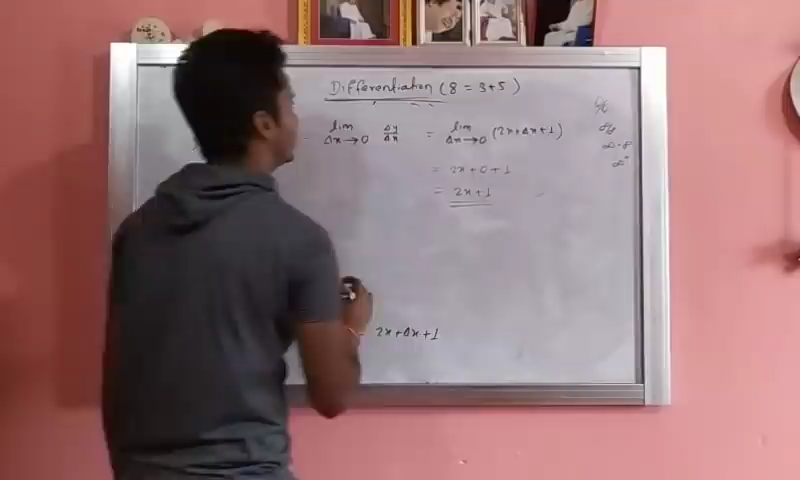 Differentiation (8 = 3+5)
= lim Δx→0 Δy/Δx = lim Δx→0 (2x+Δx+1)
= 2x+0+1
= 2x+1
= 2x+Δx+1